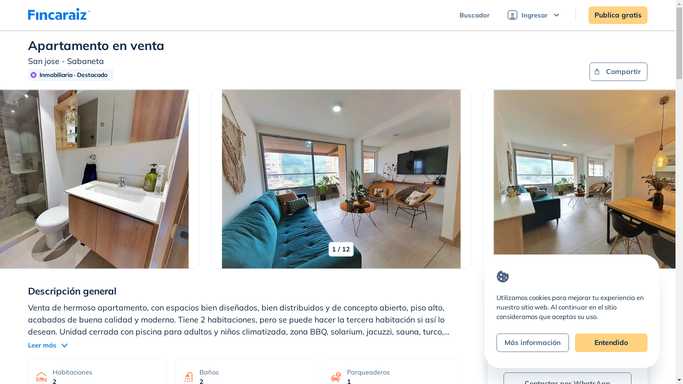 Fincaraiz
Buscador
Ingresar
Publica gratis
Apartamento en venta
San jose - Sabaneta
Inmobiliaria - Destacado
Compartir
1 / 12
Descripción general
Venta de hermoso apartamento, con espacios bien diseñados, bien distribuidos y de concepto abierto, piso alto,
acabados de buena calidad y moderno. Tiene 2 habitaciones, pero se puede hacer la tercera habitación si así lo
desean. Unidad cerrada con piscina para adultos y niños climatizada, zona BBQ, solarium, jacuzzi, sauna, turco,...
Leer más
Habitaciones
2
Baños
2
Parqueaderos
1
Utilizamos cookies para mejorar tu experiencia en
nuestro sitio web. Al continuar en el sitio
consideramos que aceptas su uso.
Más información
Entendido
Contactar por WhatsApp